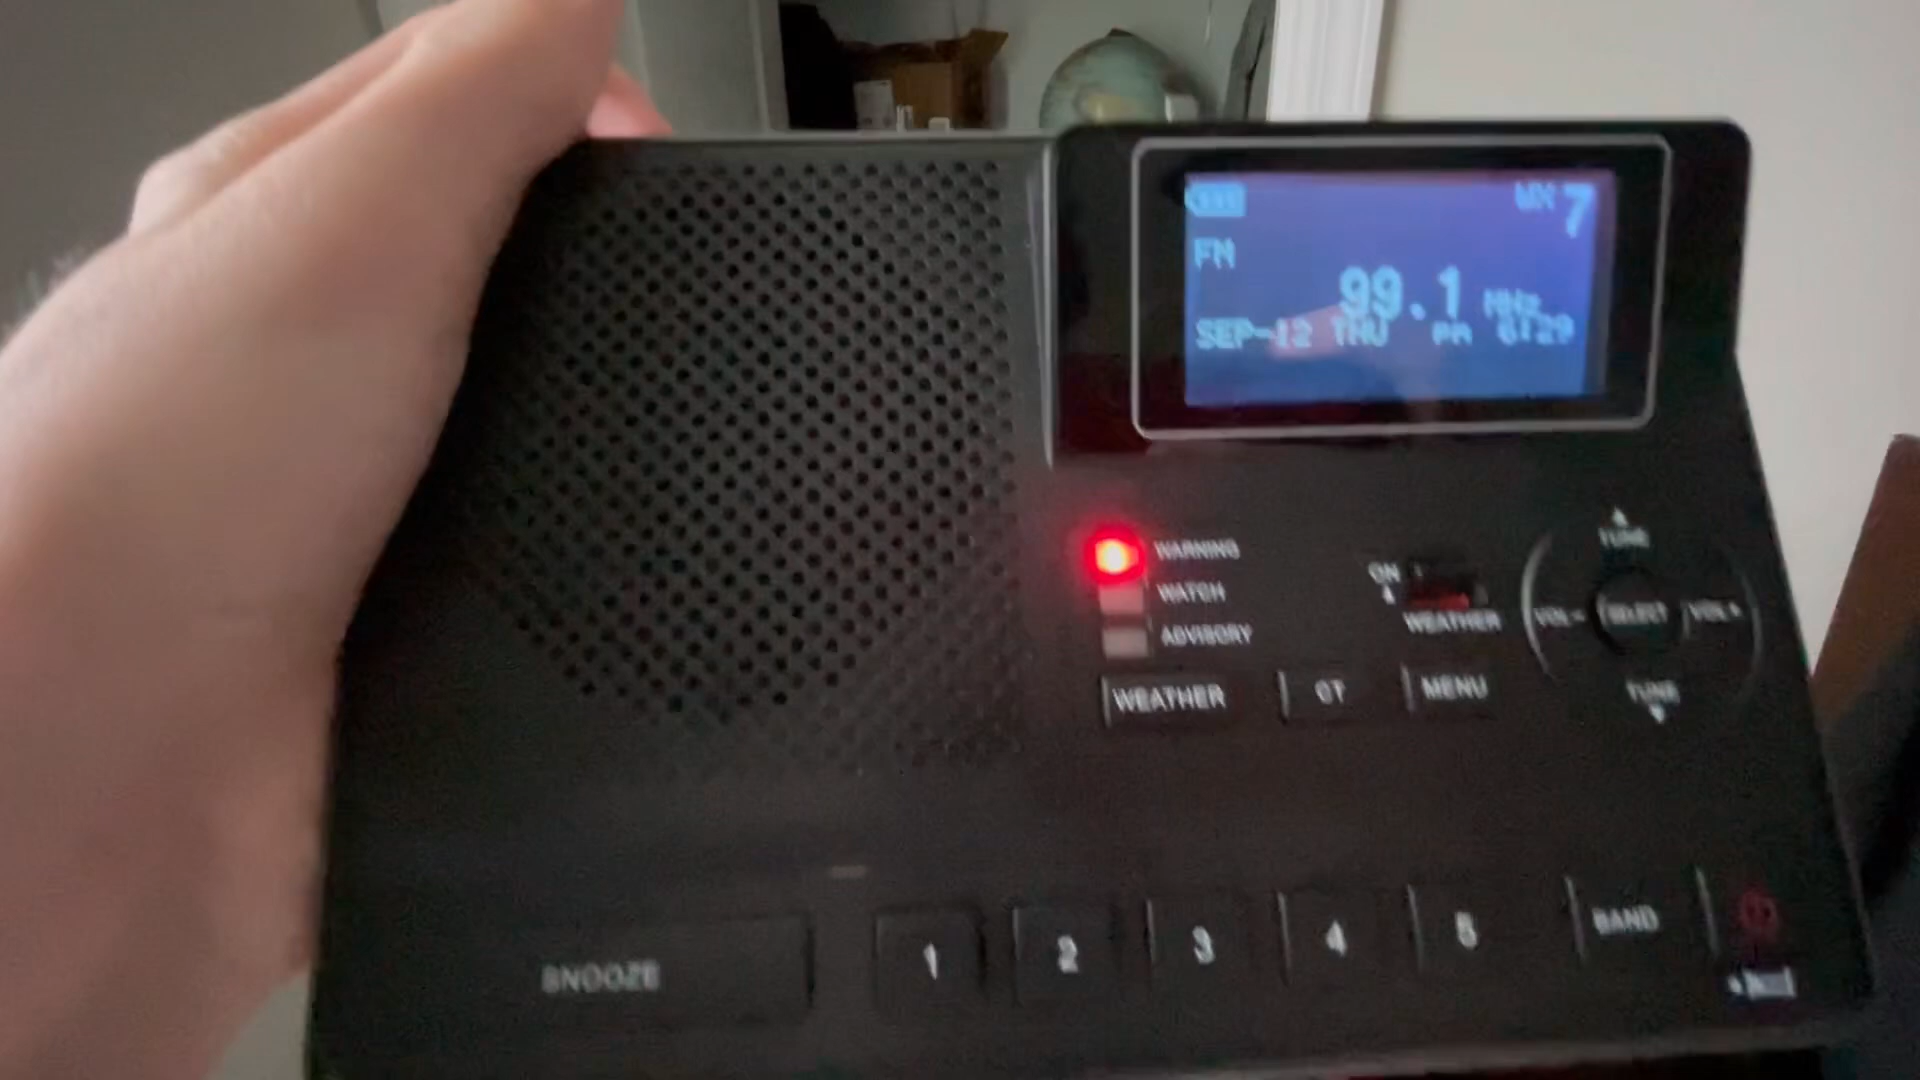 WX 7
FM
99.1 MHz
SEP-12 THU PM 6:29
WARNING
WATCH
ADVISORY
ON
WEATHER
TUNE
VOL- SELECT VOL+
TUNE
WEATHER CT MENU
SNOOZE 1 2 3 4 5 BAND